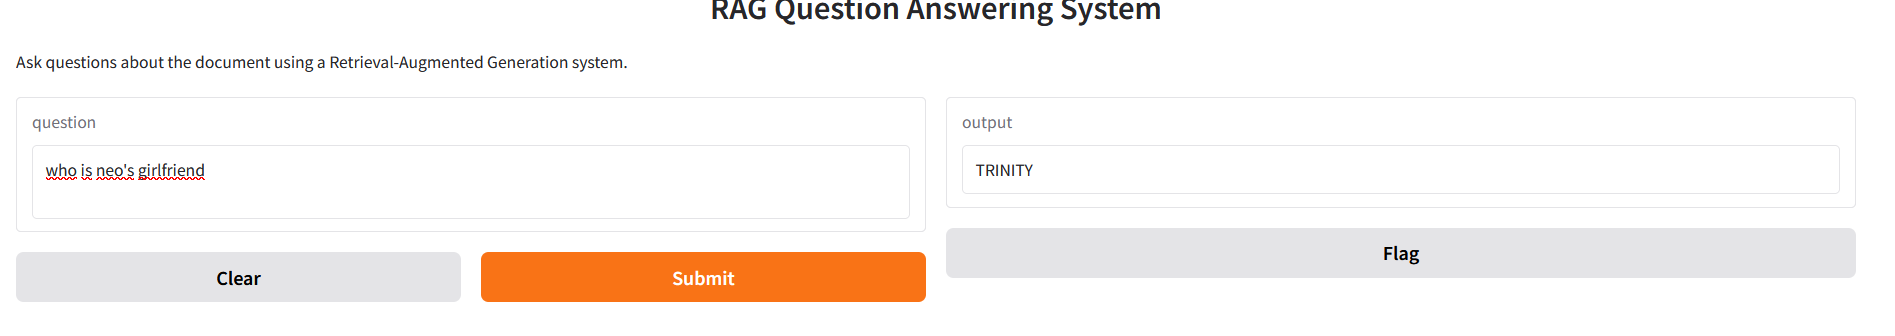 RAG Question Answering System
Ask questions about the document using a Retrieval-Augmented Generation system.
question
who is neo's girlfriend
Clear
Submit
output
TRINITY
Flag